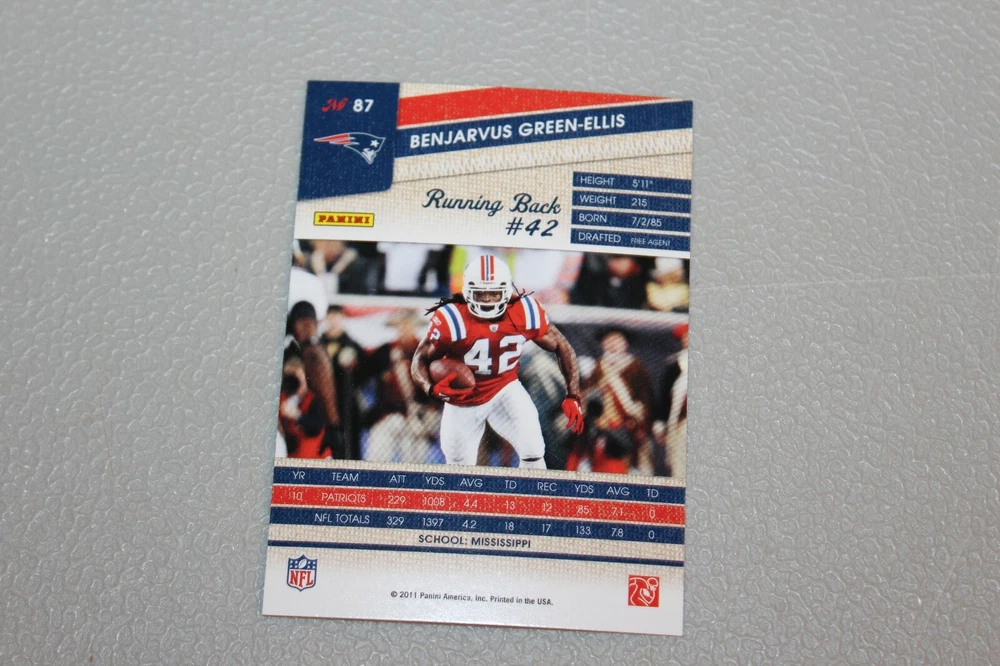 No 87
BENJARVUS GREEN-ELLIS
Running Back
#42
PANINI
HEIGHT 5'11"
WEIGHT 215
BORN 7/2/85
DRAFTED FREE AGENT
42
YR TEAM ATT YDS AVG TD REC YDS AVG TD
10 PATRIOTS 229 1008 4.4 13 12 85 7.1 0
NFL TOTALS 329 1397 4.2 18 17 133 7.8 0
SCHOOL: MISSISSIPPI
NFL
© 2011 Panini America, Inc. Printed in the USA.